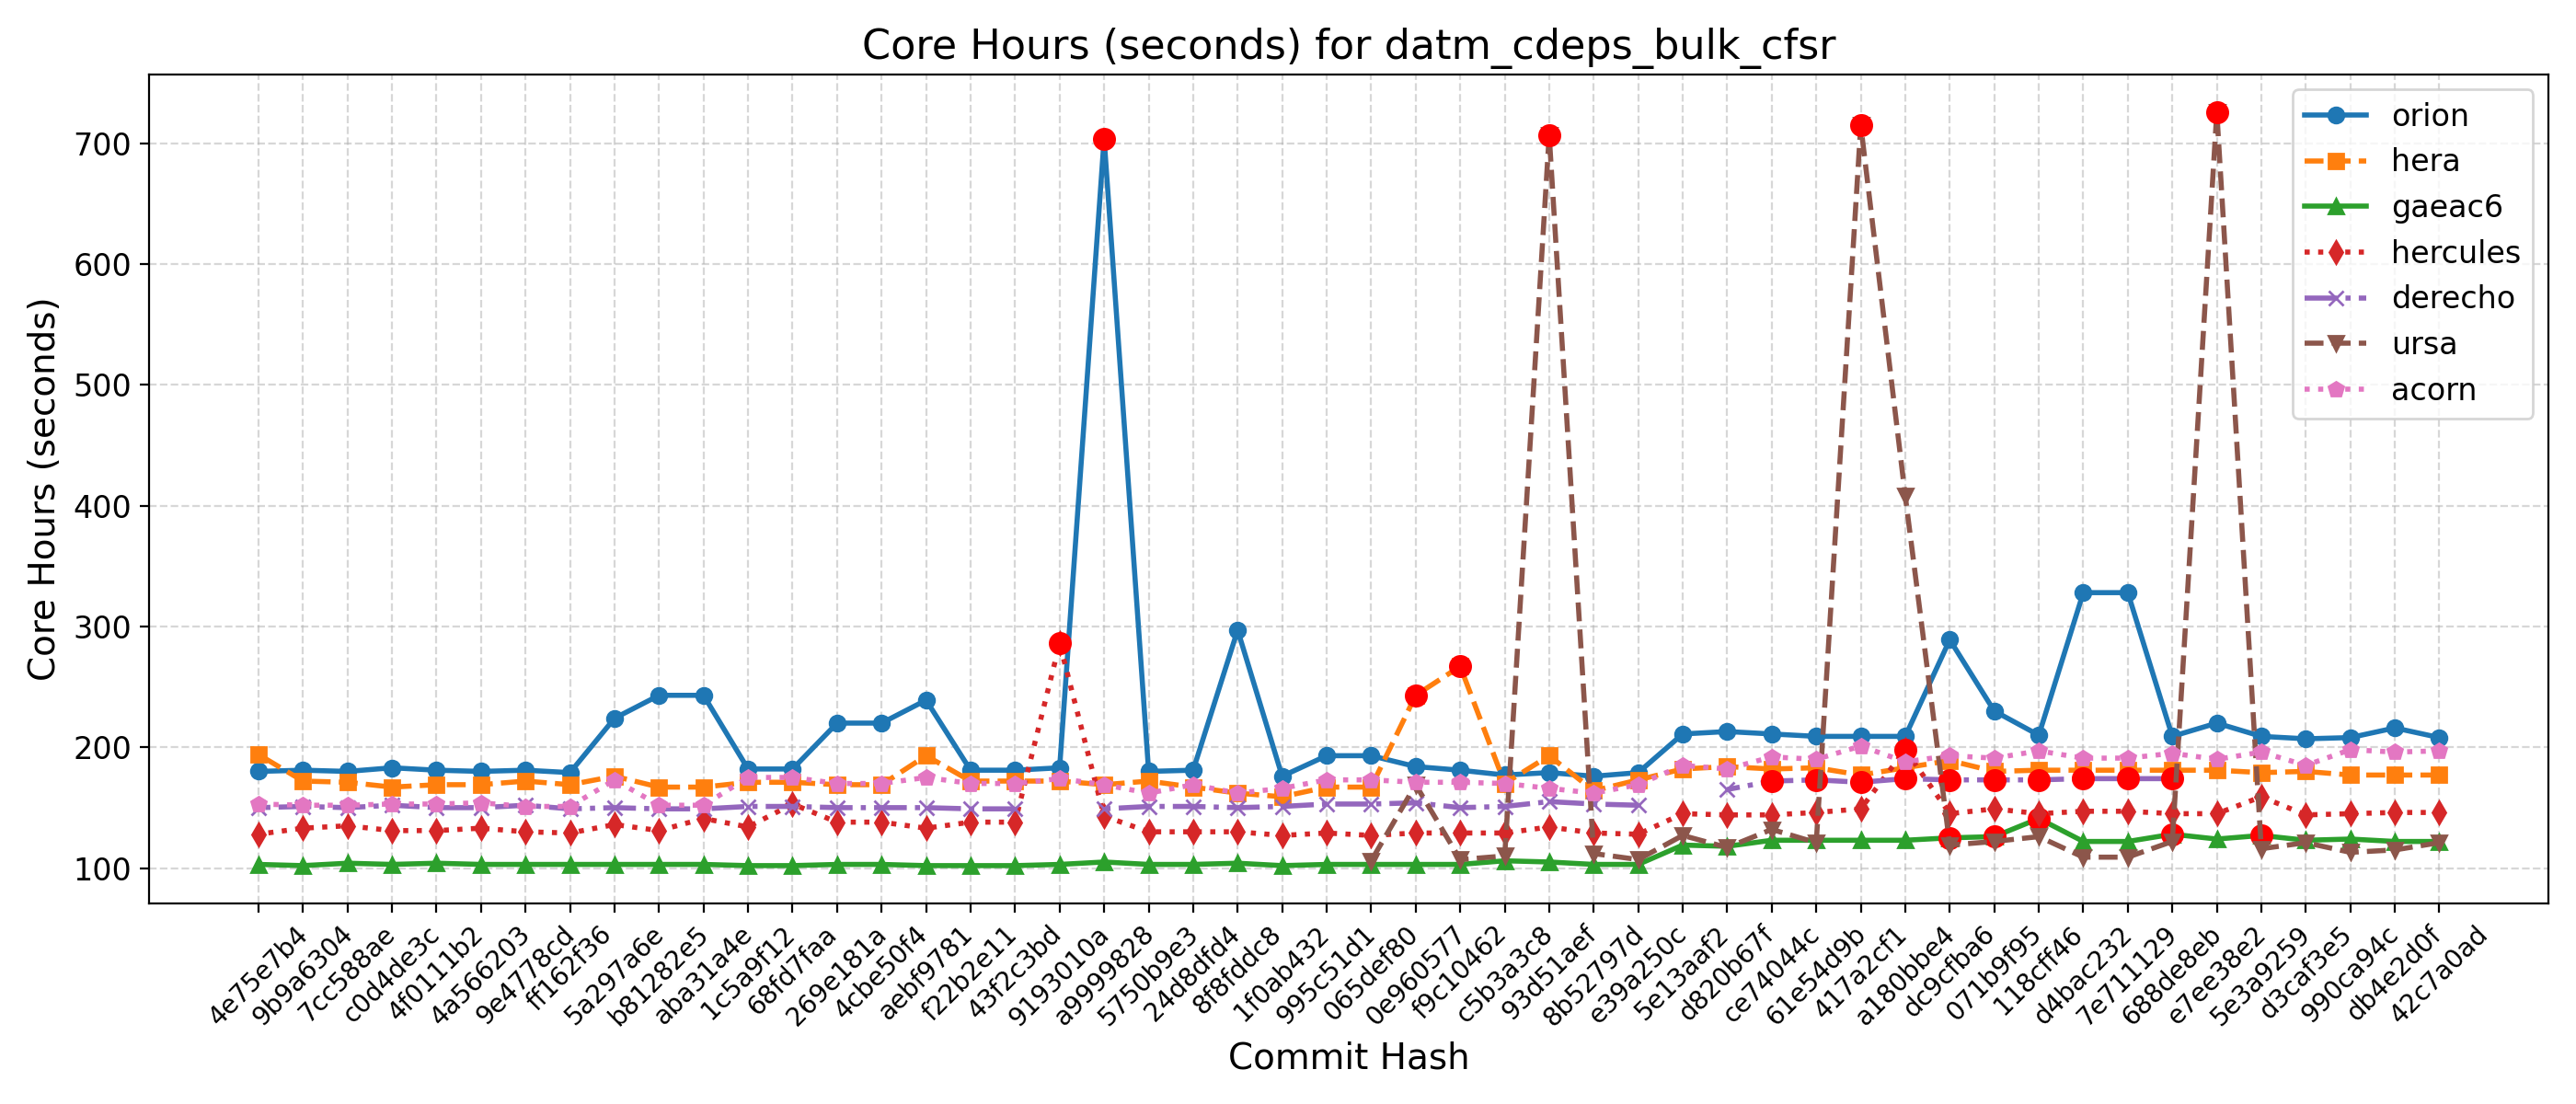 Core Hours (seconds) for datm_cdeps_bulk_cfsr
Core Hours (seconds)
700
600
500
400
300
200
100
orion
hera
gaeac6
hercules
derecho
ursa
acorn
4e75e7b4
9b9a6304
7cc588ae
c0d4de3c
4f0111b2
4a566203
9e4778cd
ff162f36
5a297a6e
b81282e5
aba31a4e
1c5a9f12
68fd7faa
269e181a
4cbe50f4
aebf9781
f22b2e11
43f2c3bd
9193010a
a9999828
5750b9e3
24d8dfd4
8f8fddc8
1f0ab432
995c51d1
065def80
0e960577
f9c10462
c5b3a3c8
93d51aef
8b52797d
e39a250c
5e13aaf2
d820b67f
ce74044c
61e54d9b
417a2cf1
a180bbe4
dc9cfba6
071b9f95
118cff46
d4bac232
7e711129
688de8eb
e7ee38e2
5e3a9259
d3caf3e5
990ca94c
db4e2d0f
42c7a0ad
Commit Hash